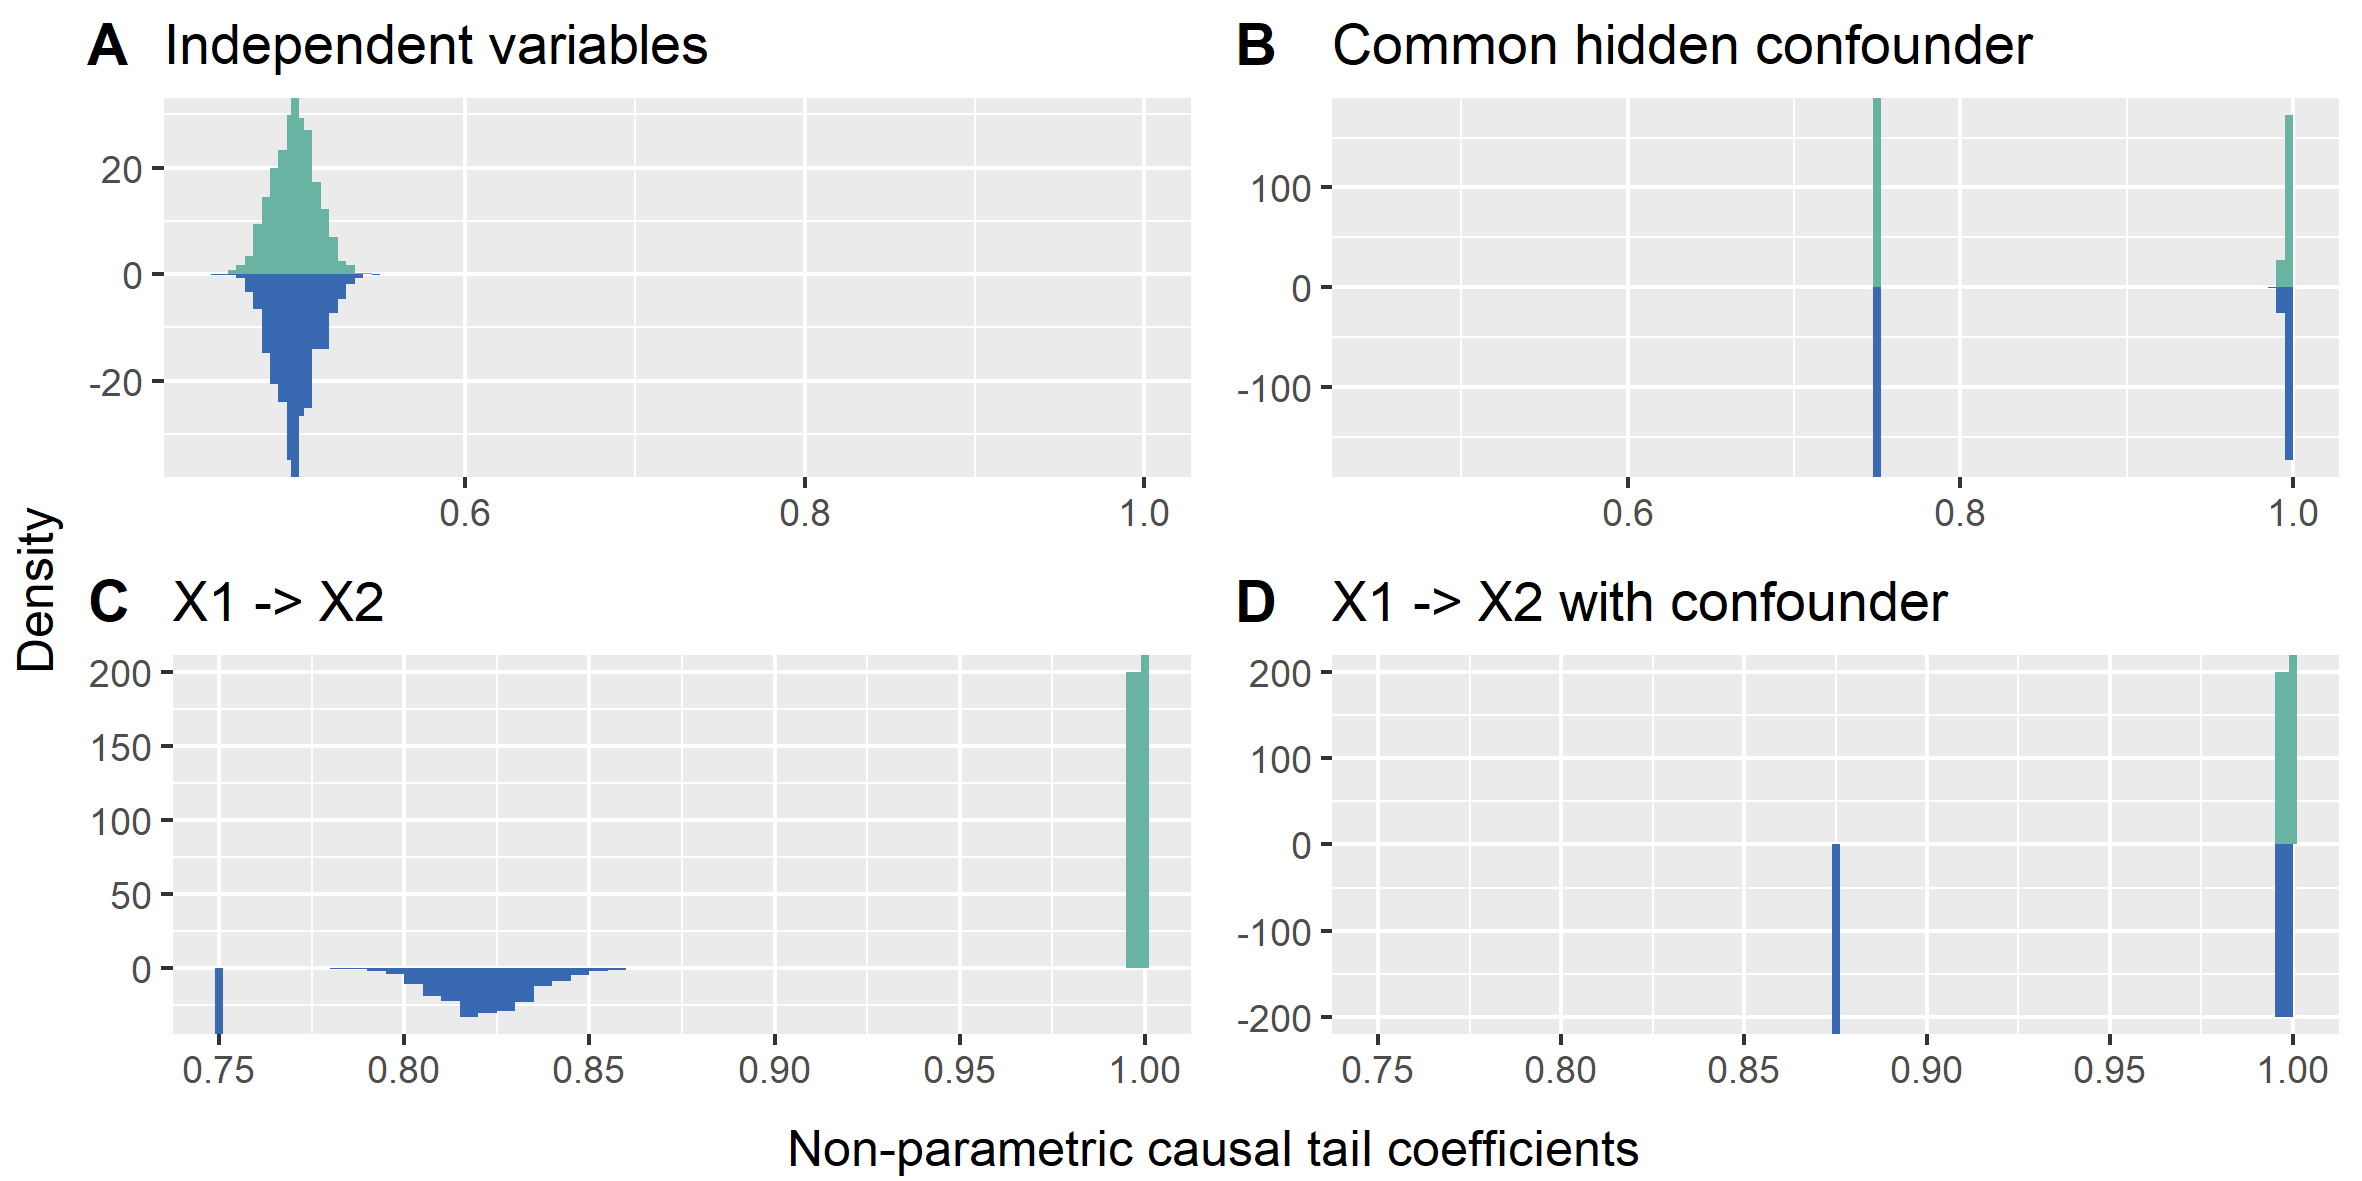 A Independent variables
20
0
-20
0.6 0.8 1.0
B Common hidden confounder
100
0
-100
0.6 0.8 1.0
Density
C X1 -> X2
200
150
100
50
0
0.75 0.80 0.85 0.90 0.95 1.00
D X1 -> X2 with confounder
200
100
0
-100
-200
0.75 0.80 0.85 0.90 0.95 1.00
Non-parametric causal tail coefficients